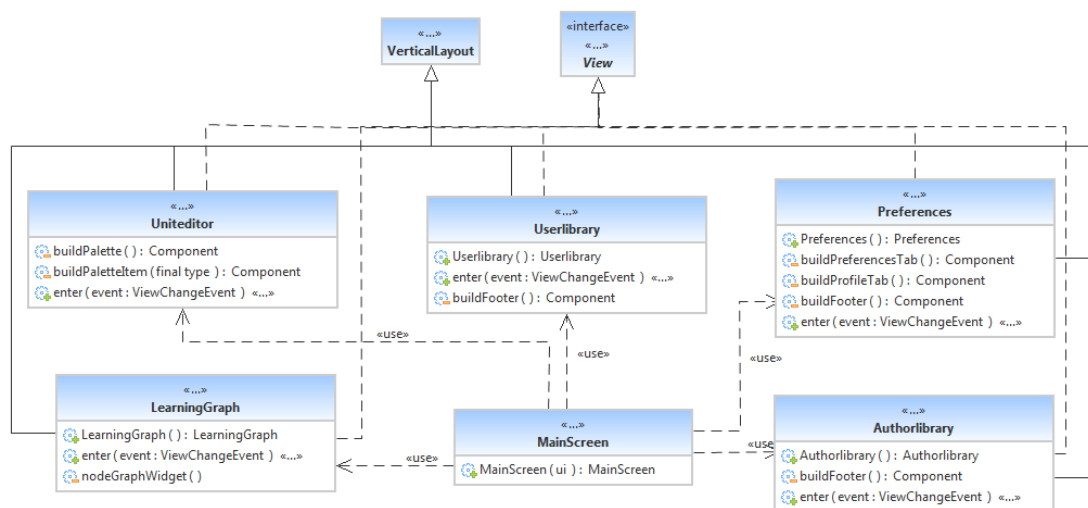 «...»
VerticalLayout
«interface»
«...»
View
«...»
Uniteditor
buildPalette ( ) : Component
buildPaletteItem ( final type ) : Component
enter ( event : ViewChangeEvent ) «...»
«...»
Userlibrary
Userlibrary ( ) : Userlibrary
enter ( event : ViewChangeEvent ) «...»
buildFooter ( ) : Component
«...»
Preferences
Preferences ( ) : Preferences
buildPreferencesTab ( ) : Component
buildProfileTab ( ) : Component
buildFooter ( ) : Component
enter ( event : ViewChangeEvent ) «...»
«use»
«use»
«use»
«...»
LearningGraph
LearningGraph ( ) : LearningGraph
enter ( event : ViewChangeEvent ) «...»
nodeGraphWidget ( )
«use»
«...»
MainScreen
MainScreen ( ui ) : MainScreen
«use»
«...»
Authorlibrary
Authorlibrary ( ) : Authorlibrary
buildFooter ( ) : Component
enter ( event : ViewChangeEvent ) «...»